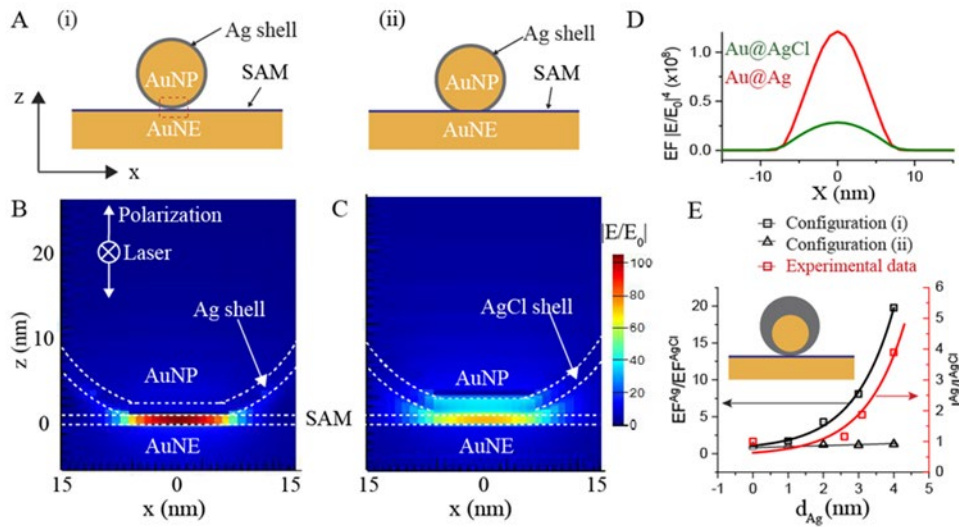 A
(i)
Ag shell
AuNP
SAM
AuNE
z
x
(ii)
Ag shell
AuNP
SAM
AuNE
D
EF |E/E₀|⁴ (x10⁸)
1.0
0.5
0.0
Au@AgCl
Au@Ag
-10
0
10
X (nm)
B
Polarization
Laser
Ag shell
AuNP
AuNE
z (nm)
20
10
0
15
0
15
x (nm)
SAM
C
AgCl shell
AuNP
AuNE
15
0
15
x (nm)
|E/E₀|
100
80
60
40
20
0
E
Configuration (i)
Configuration (ii)
Experimental data
EF^Ag/EF^AgCl
20
15
10
5
0
I^Ag/I^AgCl
6
5
4
3
2
1
0
-1
0
1
2
3
4
5
d_Ag (nm)